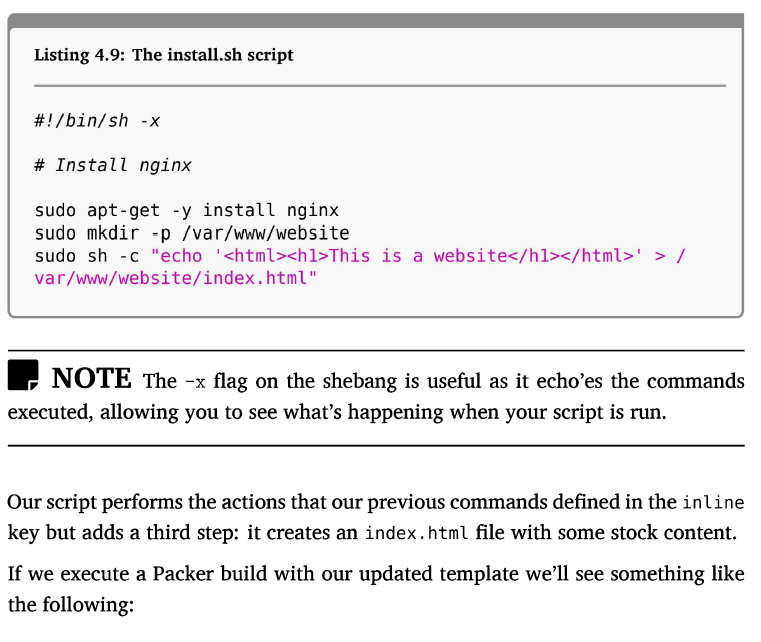 Listing 4.9: The install.sh script
#!/bin/sh -x
# Install nginx
sudo apt-get -y install nginx
sudo mkdir -p /var/www/website
sudo sh -c "echo '<html><h1>This is a website</h1></html>' > /
var/www/website/index.html"
NOTE The -x flag on the shebang is useful as it echo'es the commands
executed, allowing you to see what's happening when your script is run.
Our script performs the actions that our previous commands defined in the inline
key but adds a third step: it creates an index.html file with some stock content.
If we execute a Packer build with our updated template we'll see something like
the following: